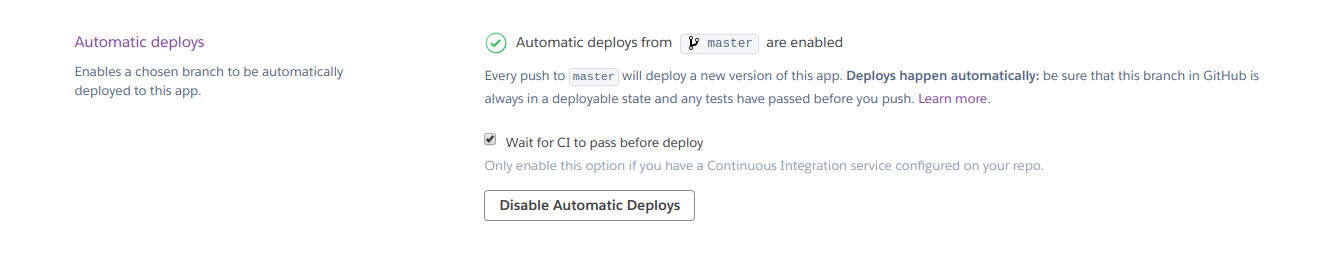 Automatic deploys
Enables a chosen branch to be automatically
deployed to this app.
Automatic deploys from master are enabled
Every push to master will deploy a new version of this app. Deploys happen automatically: be sure that this branch in GitHub is
always in a deployable state and any tests have passed before you push. Learn more.
Wait for CI to pass before deploy
Only enable this option if you have a Continuous Integration service configured on your repo.
Disable Automatic Deploys